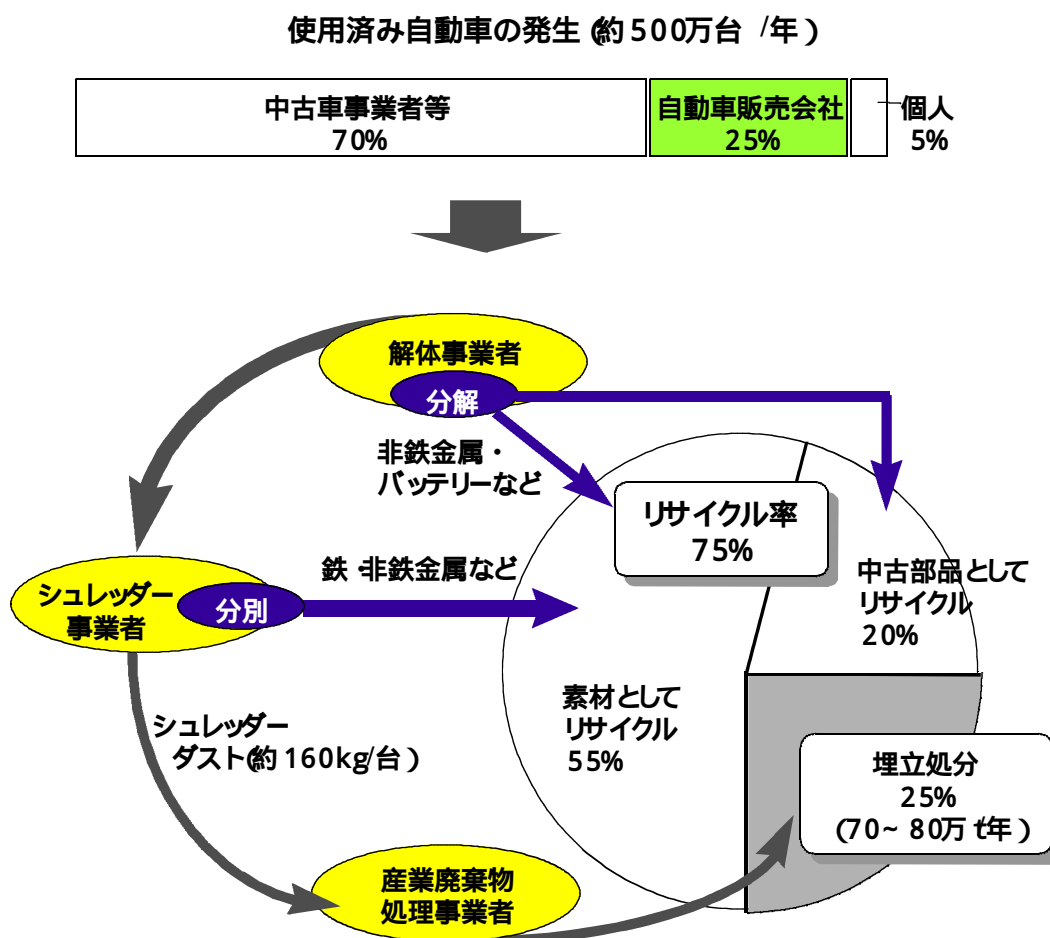 使用済み自動車の発生(約500万台 /年)
中古車事業者等
70%
自動車販売会社
25%
個人
5%
解体事業者
分解
非鉄金属・
バッテリーなど
リサイクル率
75%
中古部品として
リサイクル
20%
シュレッダー
事業者
分別
鉄・非鉄金属など
素材として
リサイクル
55%
シュレッダー
ダスト(約160kg/台)
埋立処分
25%
(70~80万t/年)
産業廃棄物
処理事業者